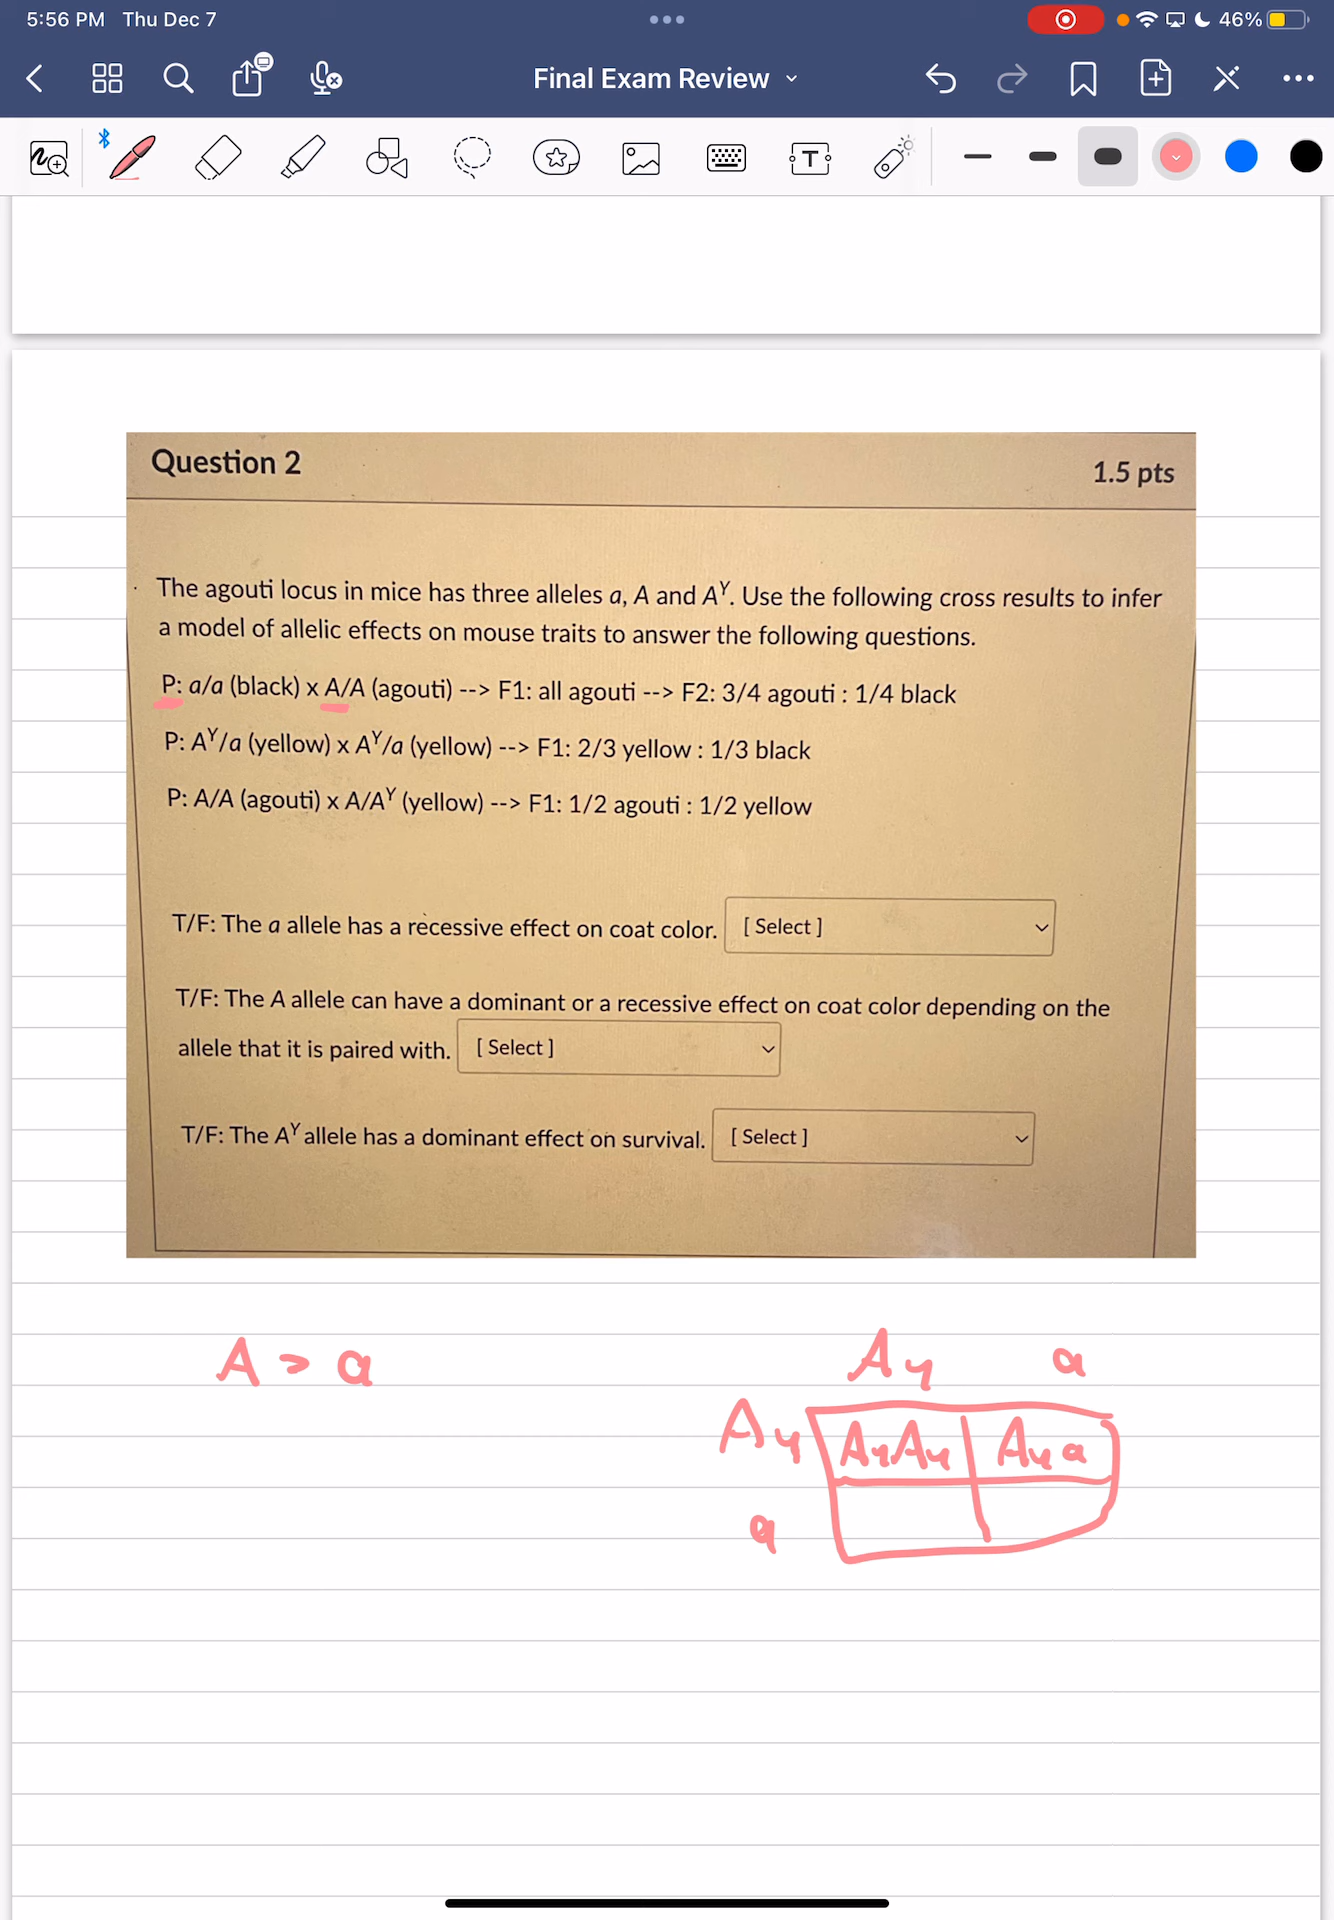 5:56 PM Thu Dec 7
46%
Final Exam Review
T
Question 2
1.5 pts
The agouti locus in mice has three alleles a, A and Aʸ. Use the following cross results to infer
a model of allelic effects on mouse traits to answer the following questions.
P: a/a (black) x A/A (agouti) --> F1: all agouti --> F2: 3/4 agouti : 1/4 black
P: Aʸ/a (yellow) x Aʸ/a (yellow) --> F1: 2/3 yellow : 1/3 black
P: A/A (agouti) x A/Aʸ (yellow) --> F1: 1/2 agouti : 1/2 yellow
T/F: The a allele has a recessive effect on coat color. [ Select ]
T/F: The A allele can have a dominant or a recessive effect on coat color depending on the
allele that it is paired with. [ Select ]
T/F: The Aʸ allele has a dominant effect on survival. [ Select ]
A > a
Ay a
Ay AyAy Aya
a